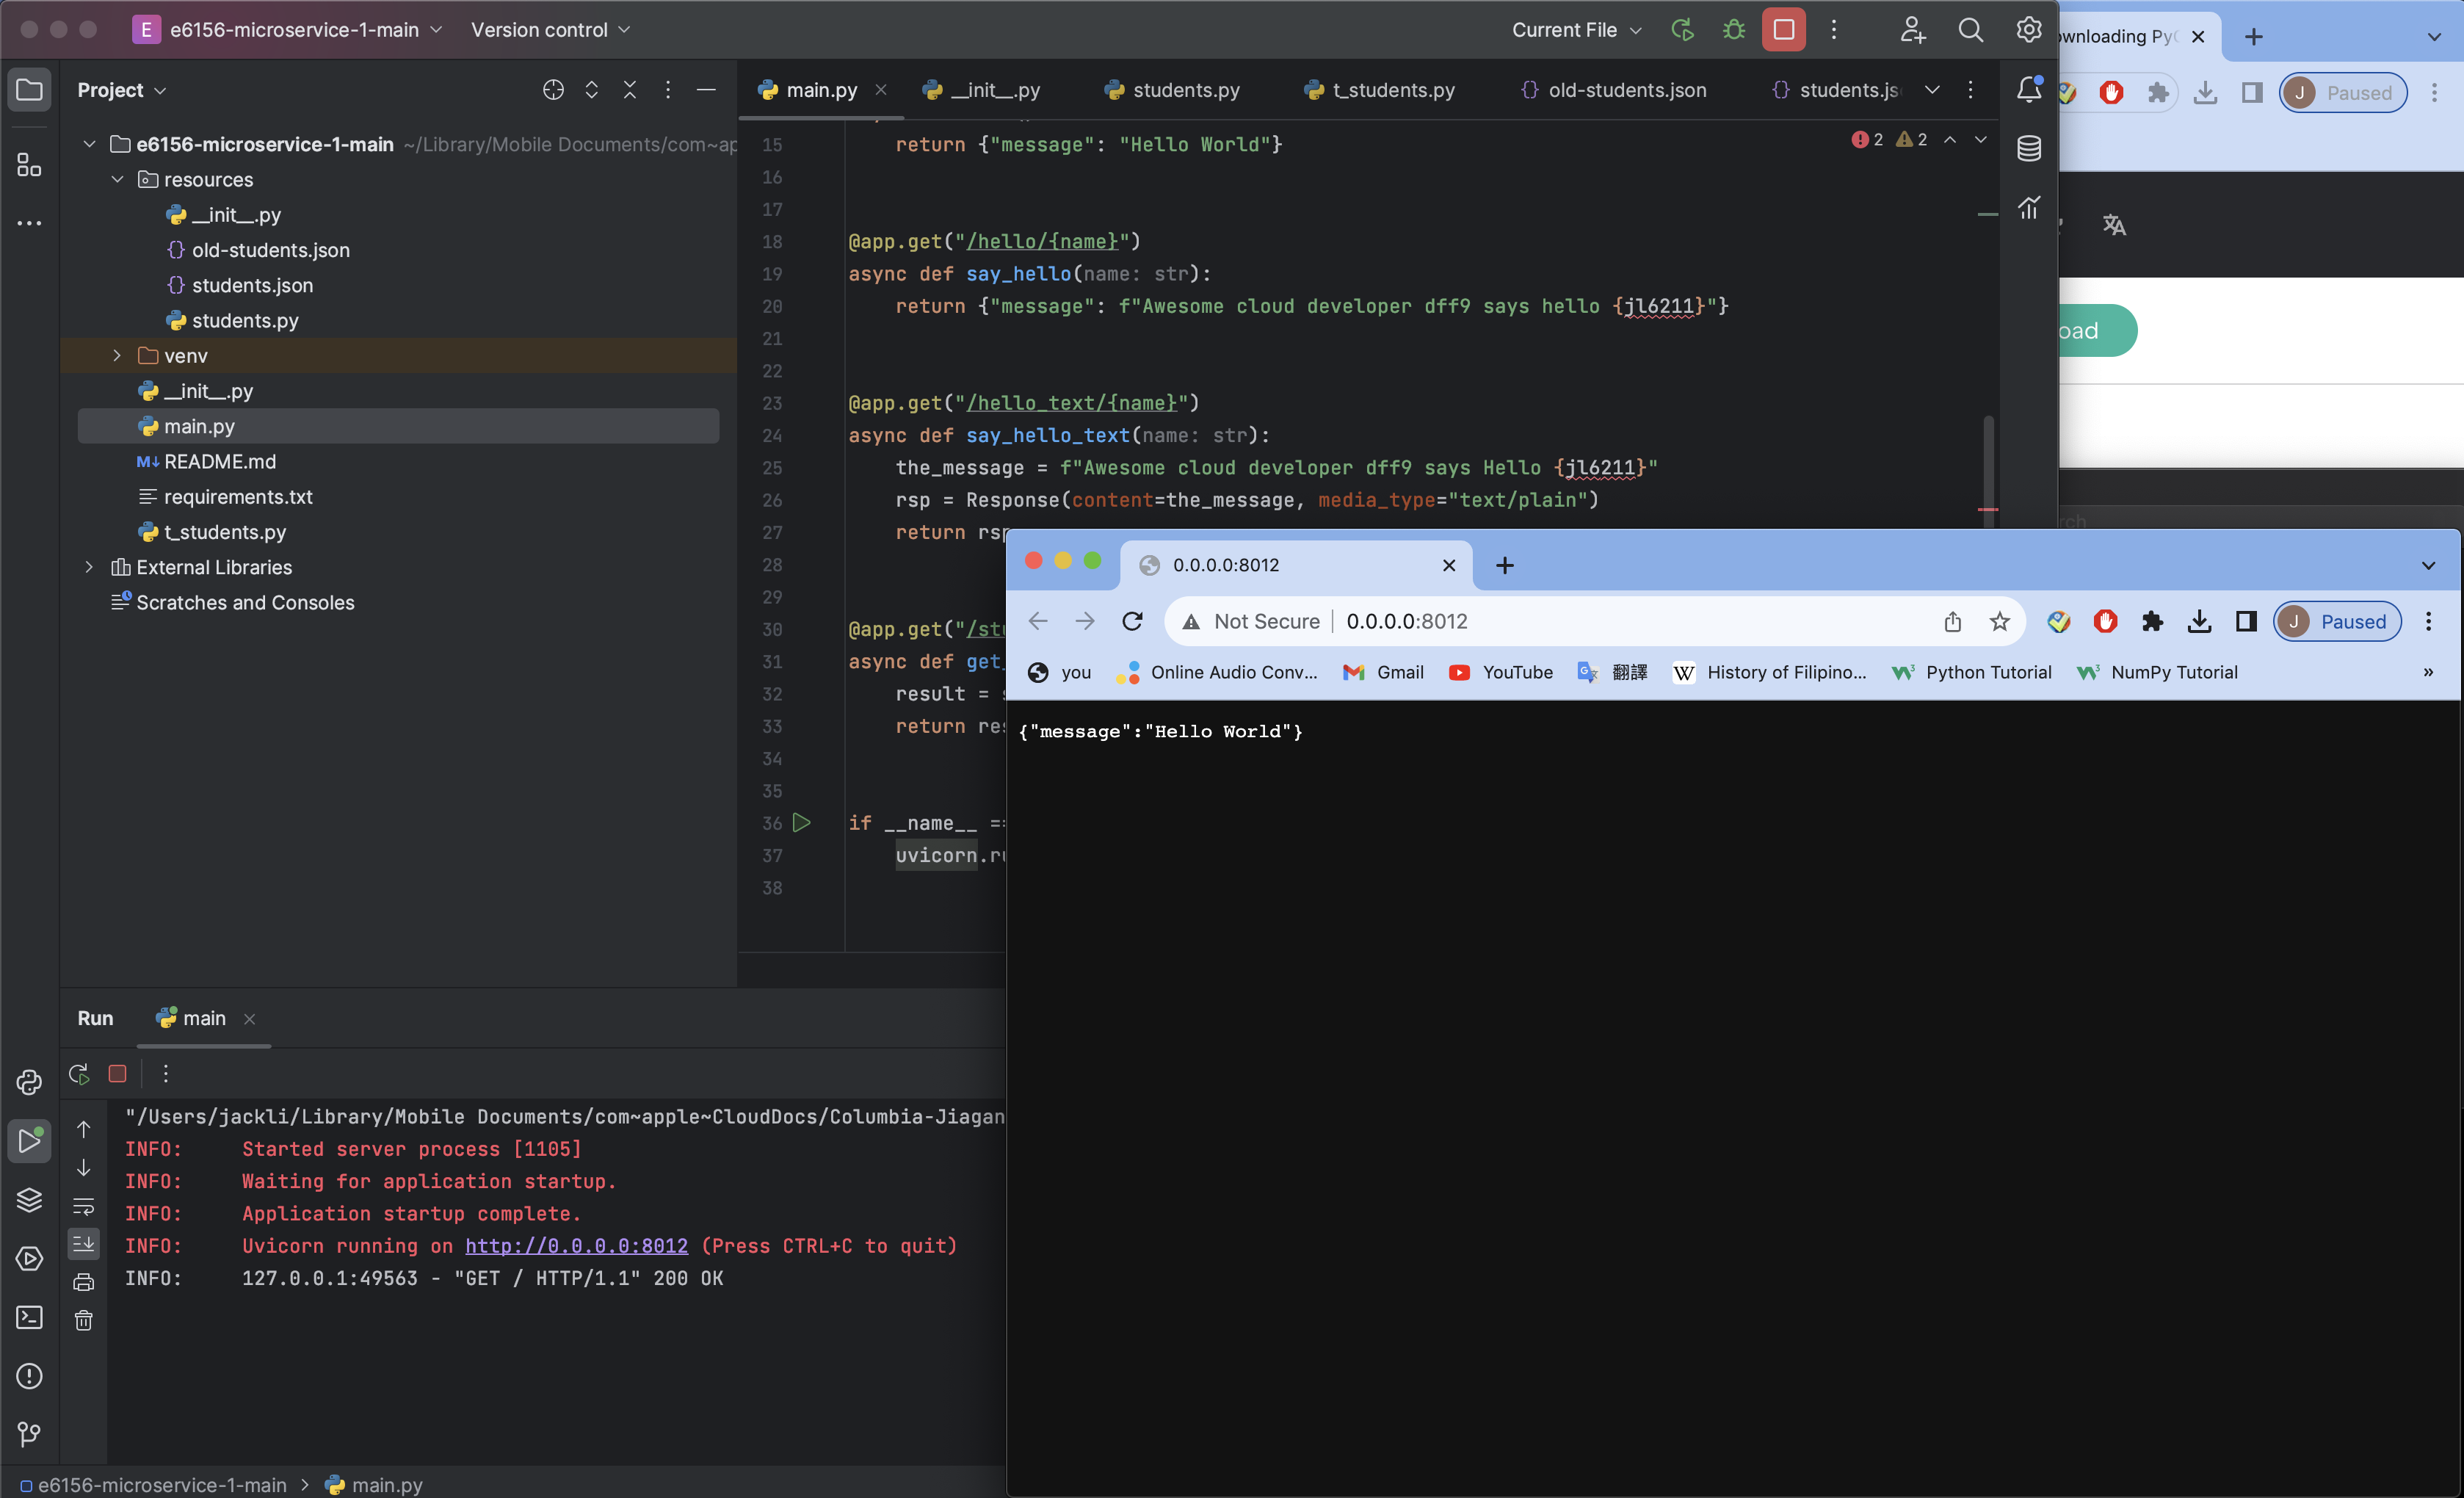 E e6156-microservice-1-main Version control Current File
Project
e6156-microservice-1-main ~/Library/Mobile Documents/com~ap
resources
__init__.py
old-students.json
students.json
students.py
venv
__init__.py
main.py
M↓ README.md
requirements.txt
t_students.py
External Libraries
Scratches and Consoles
main.py __init__.py students.py t_students.py old-students.json students.js
2 2
15 return {"message": "Hello World"}
16
17
18 @app.get("/hello/{name}")
19 async def say_hello(name: str):
20 return {"message": f"Awesome cloud developer dff9 says hello {jl6211}"}
21
22
23 @app.get("/hello_text/{name}")
24 async def say_hello_text(name: str):
25 the_message = f"Awesome cloud developer dff9 says Hello {jl6211}"
26 rsp = Response(content=the_message, media_type="text/plain")
27 return rsp
28
29
30 @app.get("/stu
31 async def get_
32 result = s
33 return res
34
35
36 if __name__ ==
37 uvicorn.ru
38
ownloading Py
J Paused
oad
rch
0.0.0.0:8012
Not Secure 0.0.0.0:8012
J Paused
you Online Audio Conv... Gmail YouTube 翻譯 W History of Filipino... Python Tutorial NumPy Tutorial »
{"message":"Hello World"}
Run main
"/Users/jackli/Library/Mobile Documents/com~apple~CloudDocs/Columbia-Jiagan
INFO: Started server process [1105]
INFO: Waiting for application startup.
INFO: Application startup complete.
INFO: Uvicorn running on http://0.0.0.0:8012 (Press CTRL+C to quit)
INFO: 127.0.0.1:49563 - "GET / HTTP/1.1" 200 OK
e6156-microservice-1-main > main.py